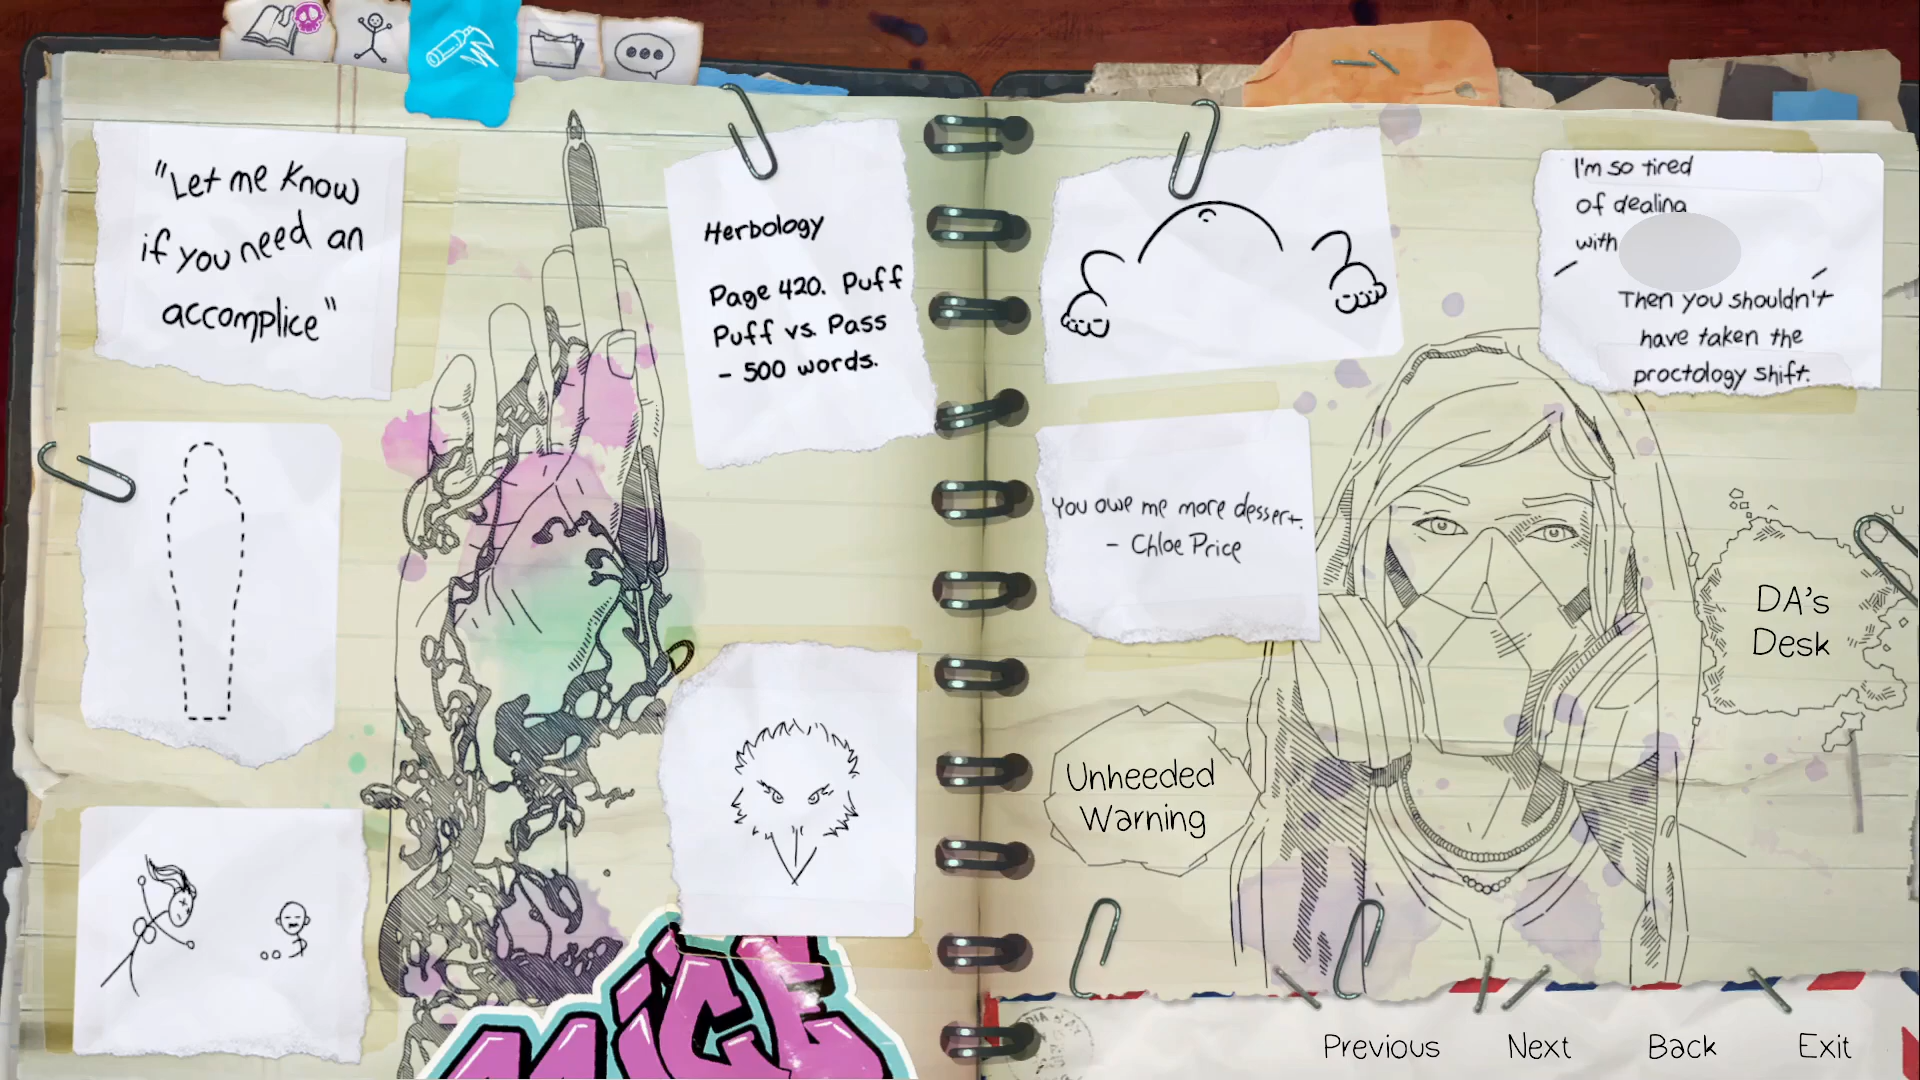 "Let me know
if you need an
accomplice"
Herbology
Page 420. Puff
Puff vs. Pass
- 500 words.
I'm so tired
of dealing
with
Then you shouldn't
have taken the
proctology shift.
You owe me more dessert.
- Chloe Price
DA's
Desk
Unheeded
Warning
Previous
Next
Back
Exit